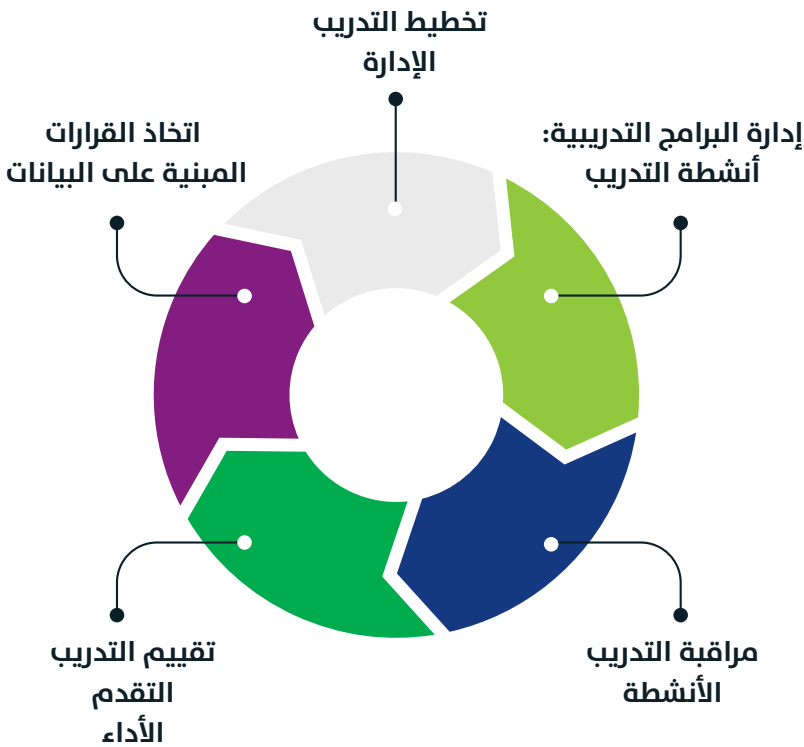 تخطيط التدريب
الإدارة
إدارة البرامج التدريبية:
أنشطة التدريب
اتخاذ القرارات
المبنية على البيانات
مراقبة التدريب
الأنشطة
تقييم التدريب
التقدم
الأداء